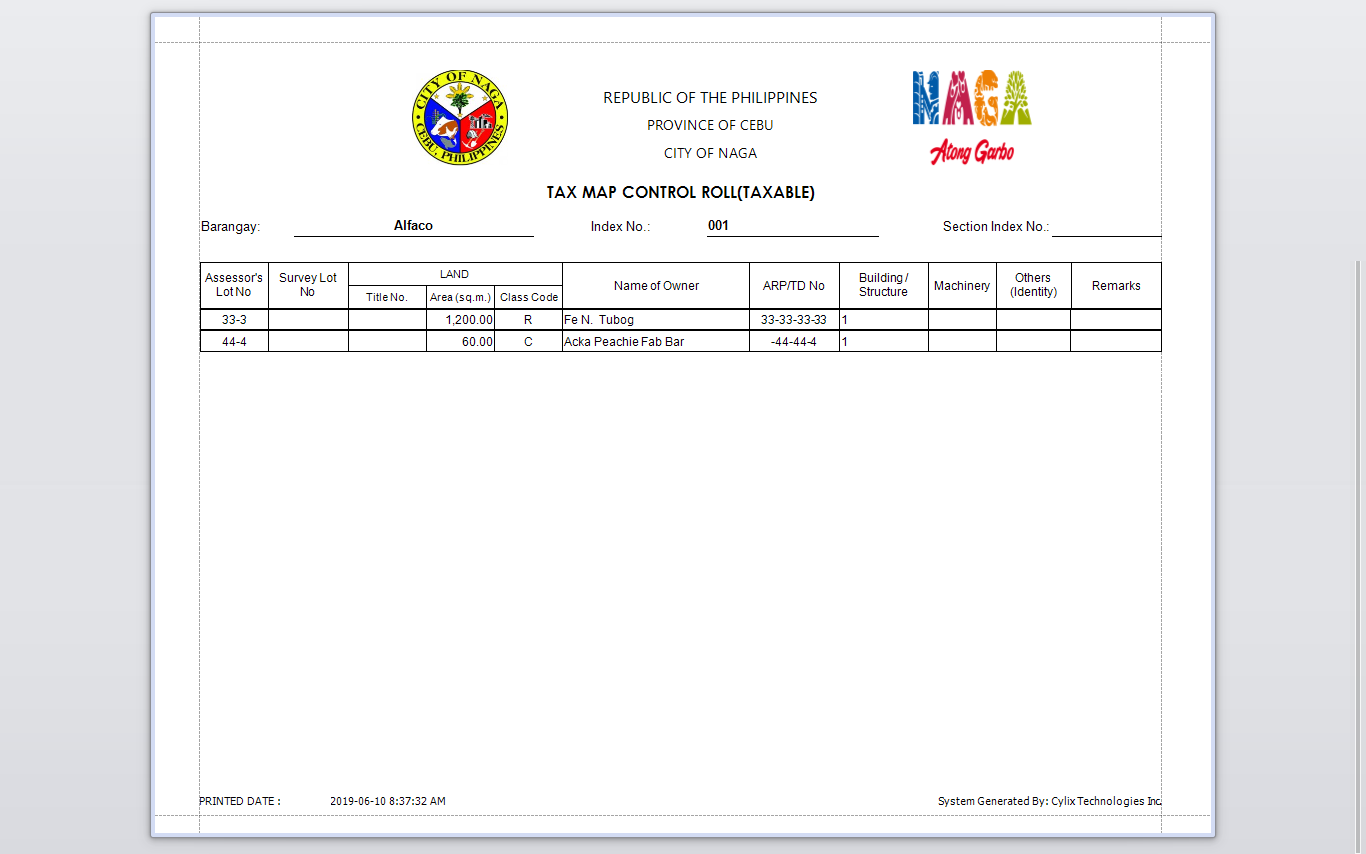 CITY OF NAGA
CEBU, PHILIPPINES
REPUBLIC OF THE PHILIPPINES
PROVINCE OF CEBU
CITY OF NAGA
NAGA
Atong Garbo
TAX MAP CONTROL ROLL(TAXABLE)
Barangay: Alfaco Index No.: 001 Section Index No.:
Assessor's Lot No Survey Lot No LAND Title No. Area (sq.m.) Class Code Name of Owner ARP/TD No Building / Structure Machinery Others (Identity) Remarks
33-3 1,200.00 R Fe N. Tubog 33-33-33-33 1
44-4 60.00 C Acka Peachie Fab Bar -44-44-4 1
PRINTED DATE : 2019-06-10 8:37:32 AM System Generated By: Cylix Technologies Inc.